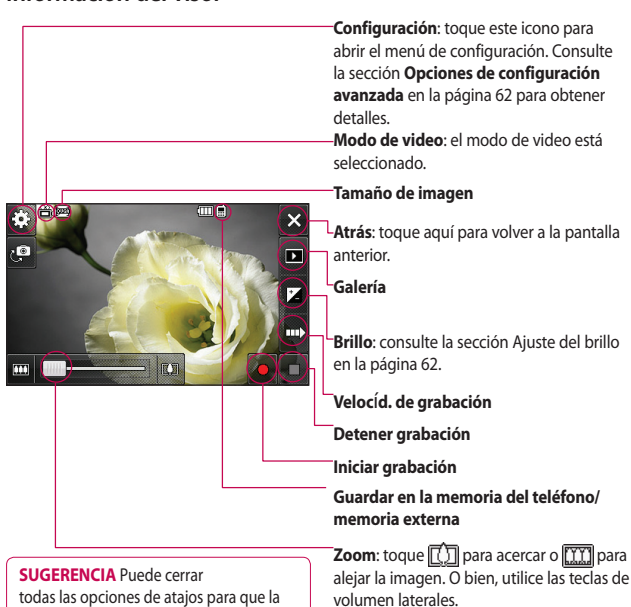 Configuración: toque este icono para
abrir el menú de configuración. Consulte
la sección Opciones de configuración
avanzada en la página 62 para obtener
detalles.
Modo de video: el modo de video está
seleccionado.
Tamaño de imagen
Atrás: toque aquí para volver a la pantalla
anterior.
Galería
Brillo: consulte la sección Ajuste del brillo
en la página 62.
Velocíd. de grabación
Detener grabación
Iniciar grabación
Guardar en la memoria del teléfono/
memoria externa
Zoom: toque para acercar o para
alejar la imagen. O bien, utilice las teclas de
volumen laterales.
SUGERENCIA Puede cerrar
todas las opciones de atajos para que la